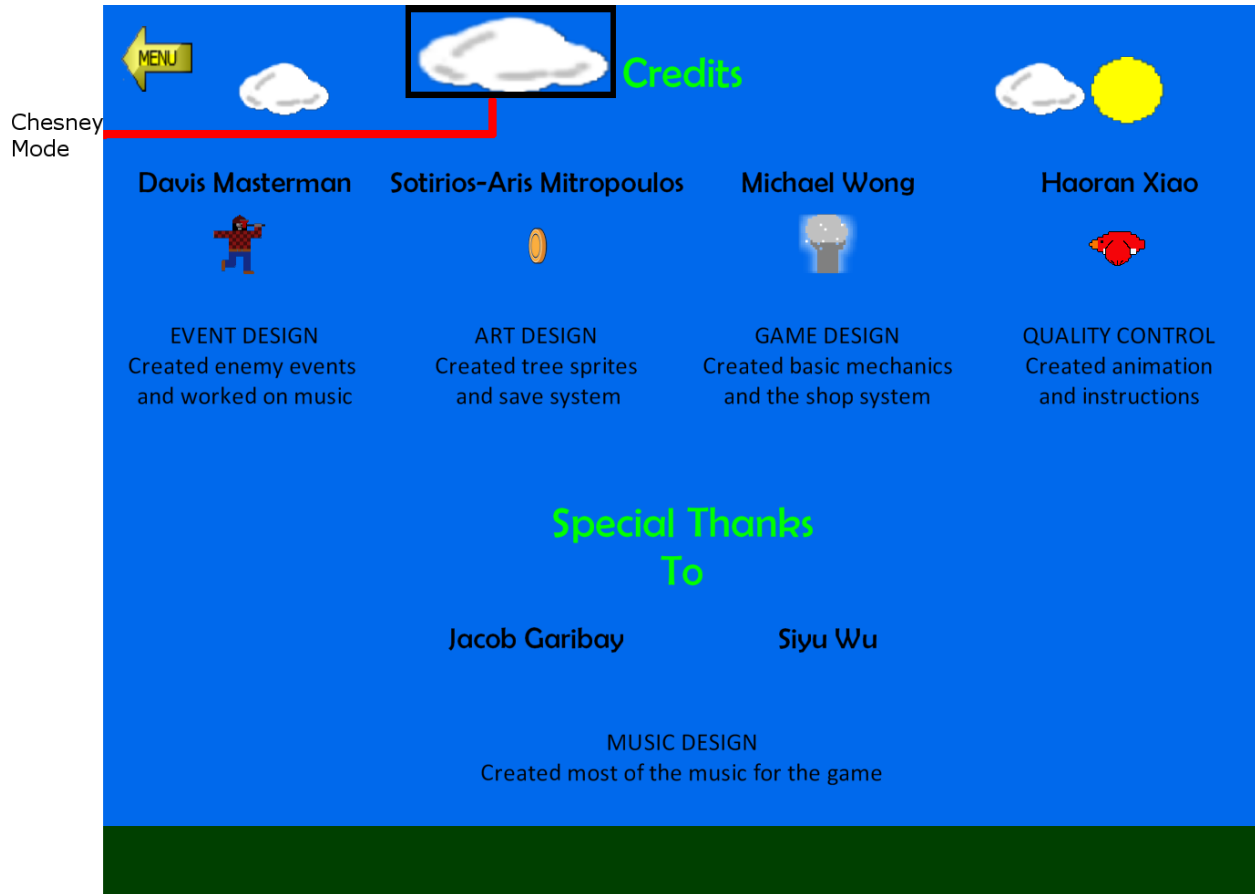 MENU
Credits
Chesney
Mode
Davis Masterman
Sotirios-Aris Mitropoulos
Michael Wong
Haoran Xiao
EVENT DESIGN
Created enemy events
and worked on music
ART DESIGN
Created tree sprites
and save system
GAME DESIGN
Created basic mechanics
and the shop system
QUALITY CONTROL
Created animation
and instructions
Special Thanks
To
Jacob Garibay
Siyu Wu
MUSIC DESIGN
Created most of the music for the game